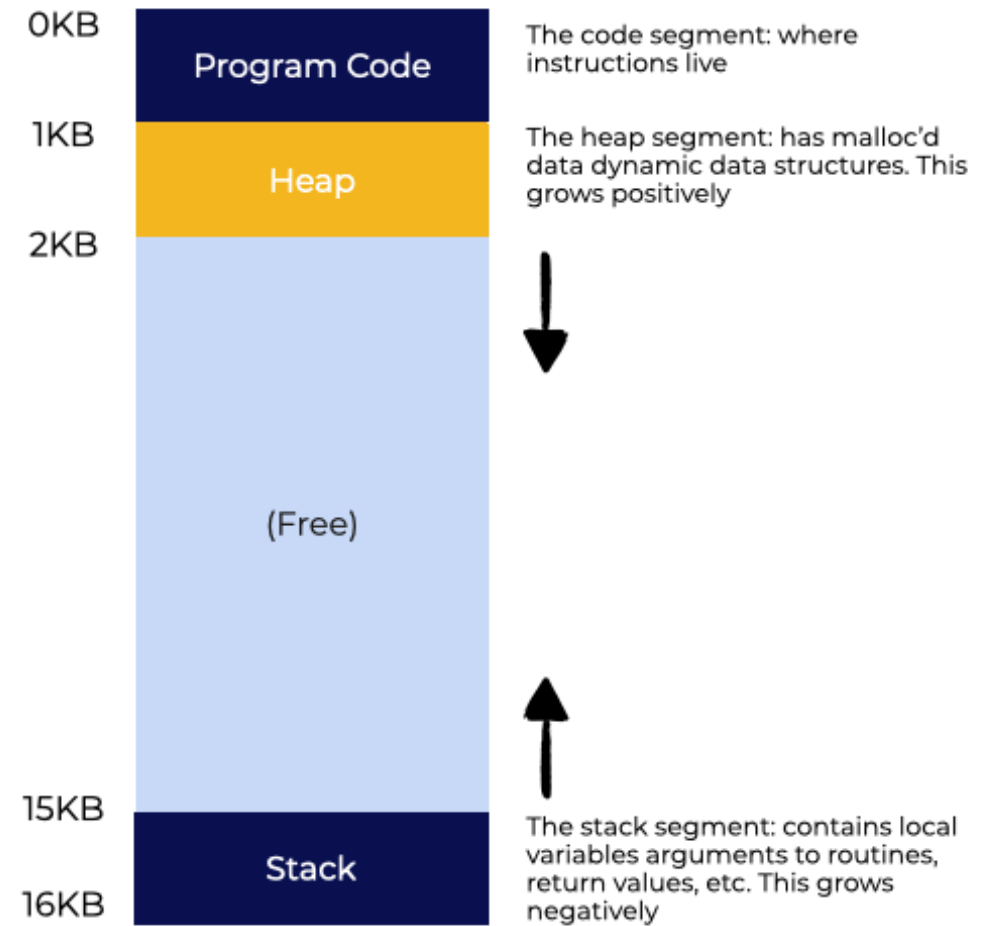 0KB
Program Code
The code segment: where
instructions live
1KB
Heap
The heap segment: has malloc’d
data dynamic data structures. This
grows positively
2KB
(Free)
15KB
Stack
The stack segment: contains local
variables arguments to routines,
return values, etc. This grows
negatively
16KB